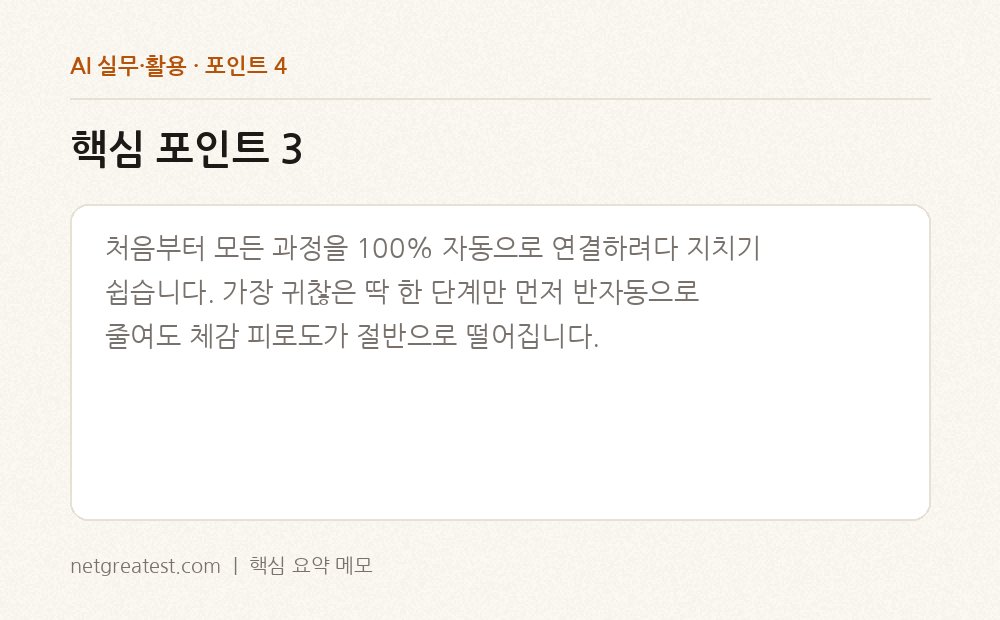 AI 실무·활용 · 포인트 4
핵심 포인트 3
처음부터 모든 과정을 100% 자동으로 연결하려다 지치기
쉽습니다. 가장 귀찮은 딱 한 단계만 먼저 반자동으로
줄여도 체감 피로도가 절반으로 떨어집니다.
netgreatest.com | 핵심 요약 메모